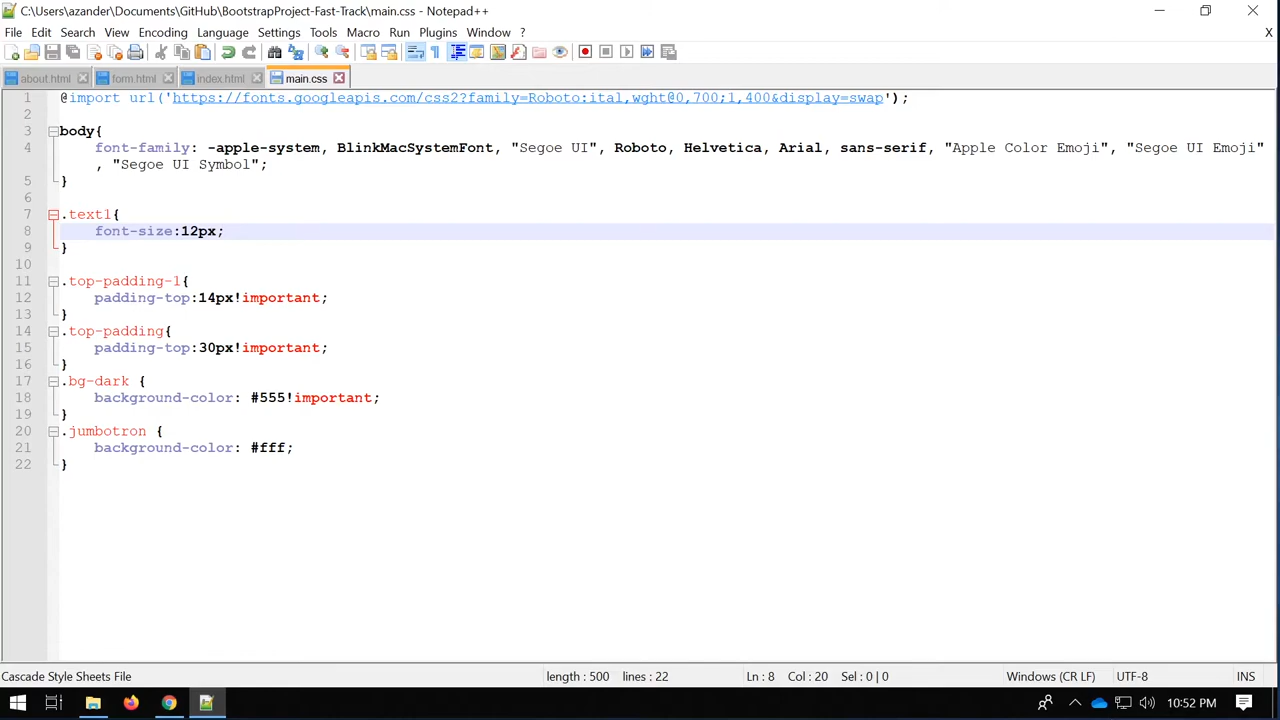 C:\Users\azander\Documents\GitHub\BootstrapProject-Fast-Track\main.css - Notepad++
File Edit Search View Encoding Language Settings Tools Macro Run Plugins Window ? X
about.html form.html index.html main.css
1 @import url('https://fonts.googleapis.com/css2?family=Roboto:ital,wght@0,700;1,400&display=swap');
2
3 body{
4 font-family: -apple-system, BlinkMacSystemFont, "Segoe UI", Roboto, Helvetica, Arial, sans-serif, "Apple Color Emoji", "Segoe UI Emoji"
, "Segoe UI Symbol";
5 }
6
7 .text1{
8 font-size:12px;
9 }
10
11 .top-padding-1{
12 padding-top:14px!important;
13 }
14 .top-padding{
15 padding-top:30px!important;
16 }
17 .bg-dark {
18 background-color: #555!important;
19 }
20 .jumbotron {
21 background-color: #fff;
22 }
Cascade Style Sheets File length : 500 lines : 22 Ln : 8 Col : 20 Sel : 0 | 0 Windows (CR LF) UTF-8 INS
10:52 PM